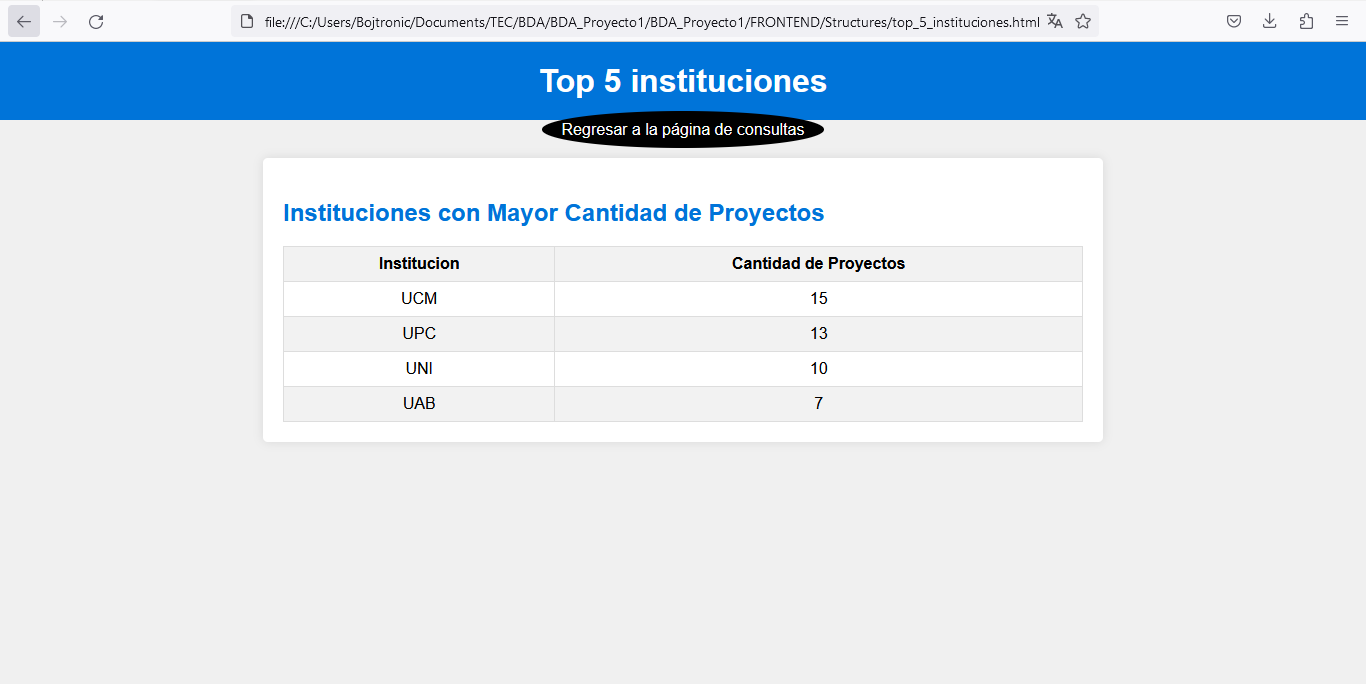 file:///C:/Users/Bojtronic/Documents/TEC/BDA/BDA_Proyecto1/BDA_Proyecto1/FRONTEND/Structures/top_5_instituciones.html
Top 5 instituciones
Regresar a la página de consultas
Instituciones con Mayor Cantidad de Proyectos
Institucion Cantidad de Proyectos
UCM 15
UPC 13
UNI 10
UAB 7